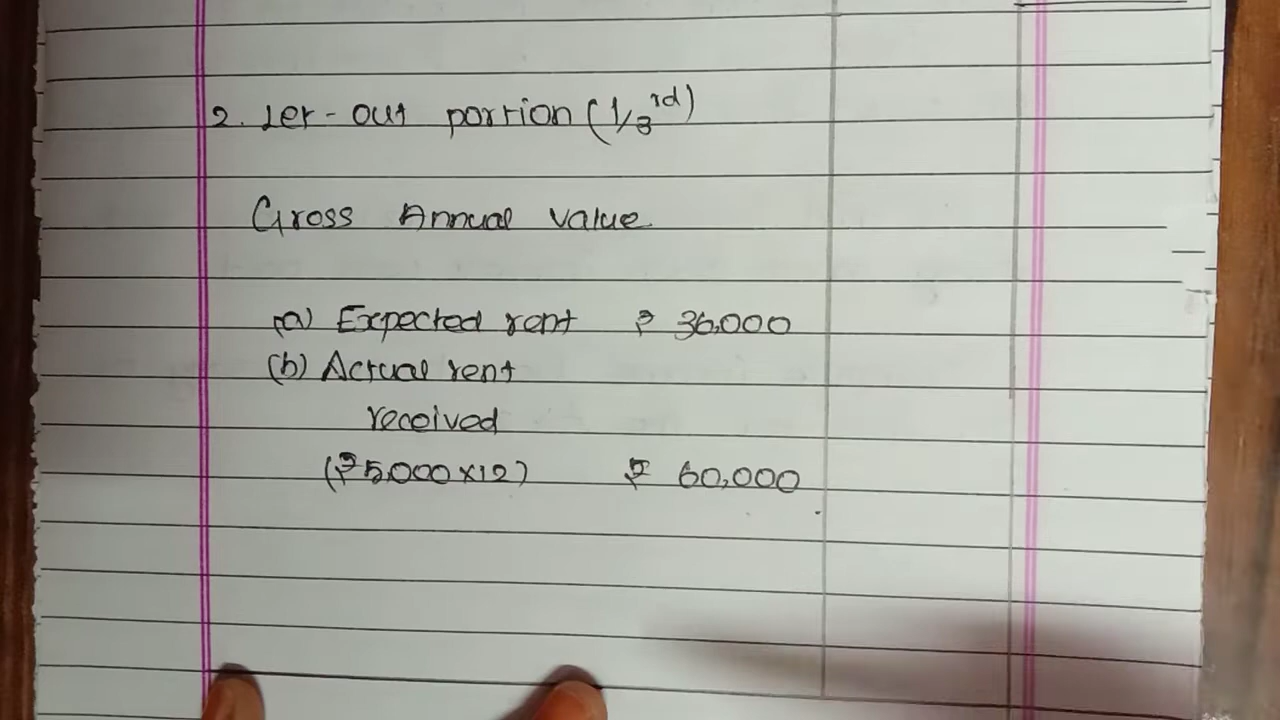 2. Let-out portion (1/3rd)
Gross Annual value
(a) Expected rent ₹ 36,000
(b) Actual rent
received
(₹5,000×12) ₹ 60,000